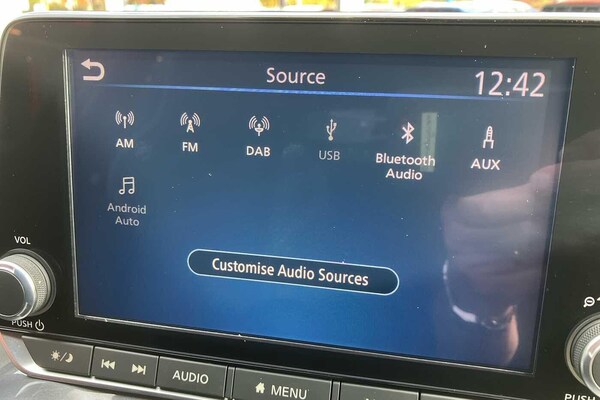 Source
12:42
AM
FM
DAB
USB
Bluetooth
Audio
AUX
Android
Auto
Customise Audio Sources
VOL
PUSH
AUDIO
MENU
PUSH